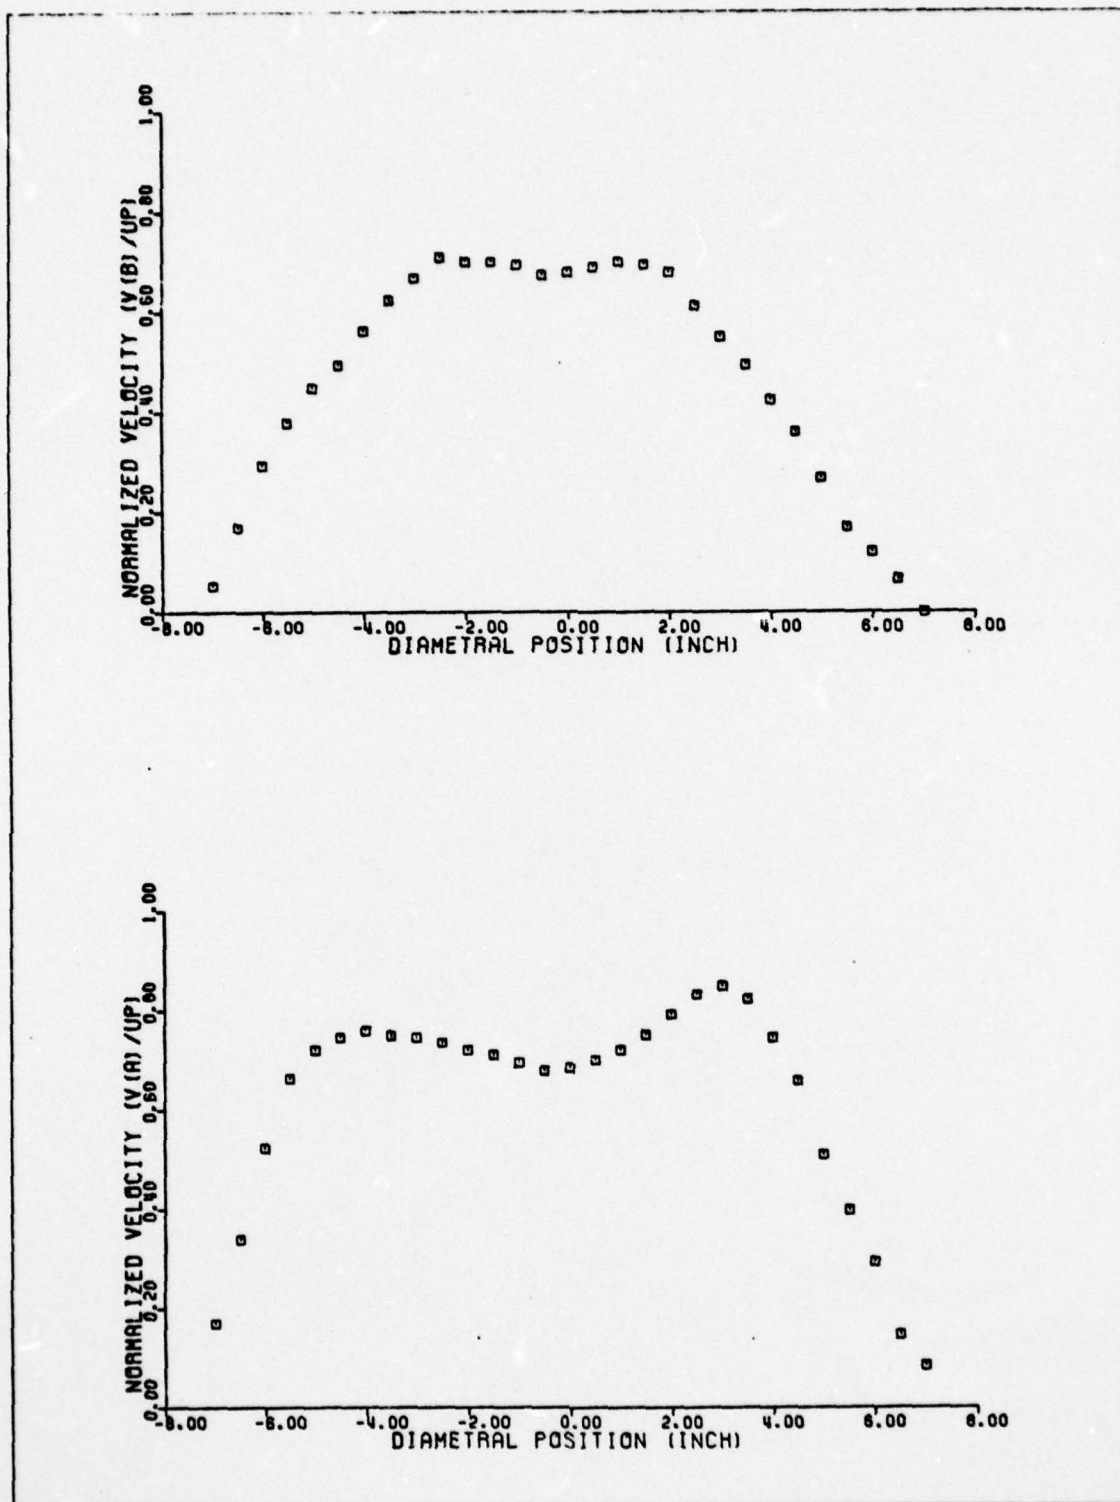 NORMALIZED VELOCITY (V(B)/UP)
1.00
0.80
0.60
0.40
0.20
0.00
-8.00 -6.00 -4.00 -2.00 0.00 2.00 4.00 6.00 8.00
DIAMETRAL POSITION (INCH)
NORMALIZED VELOCITY (V(A)/UP)
1.00
0.80
0.60
0.40
0.20
0.00
-8.00 -6.00 -4.00 -2.00 0.00 2.00 4.00 6.00 8.00
DIAMETRAL POSITION (INCH)